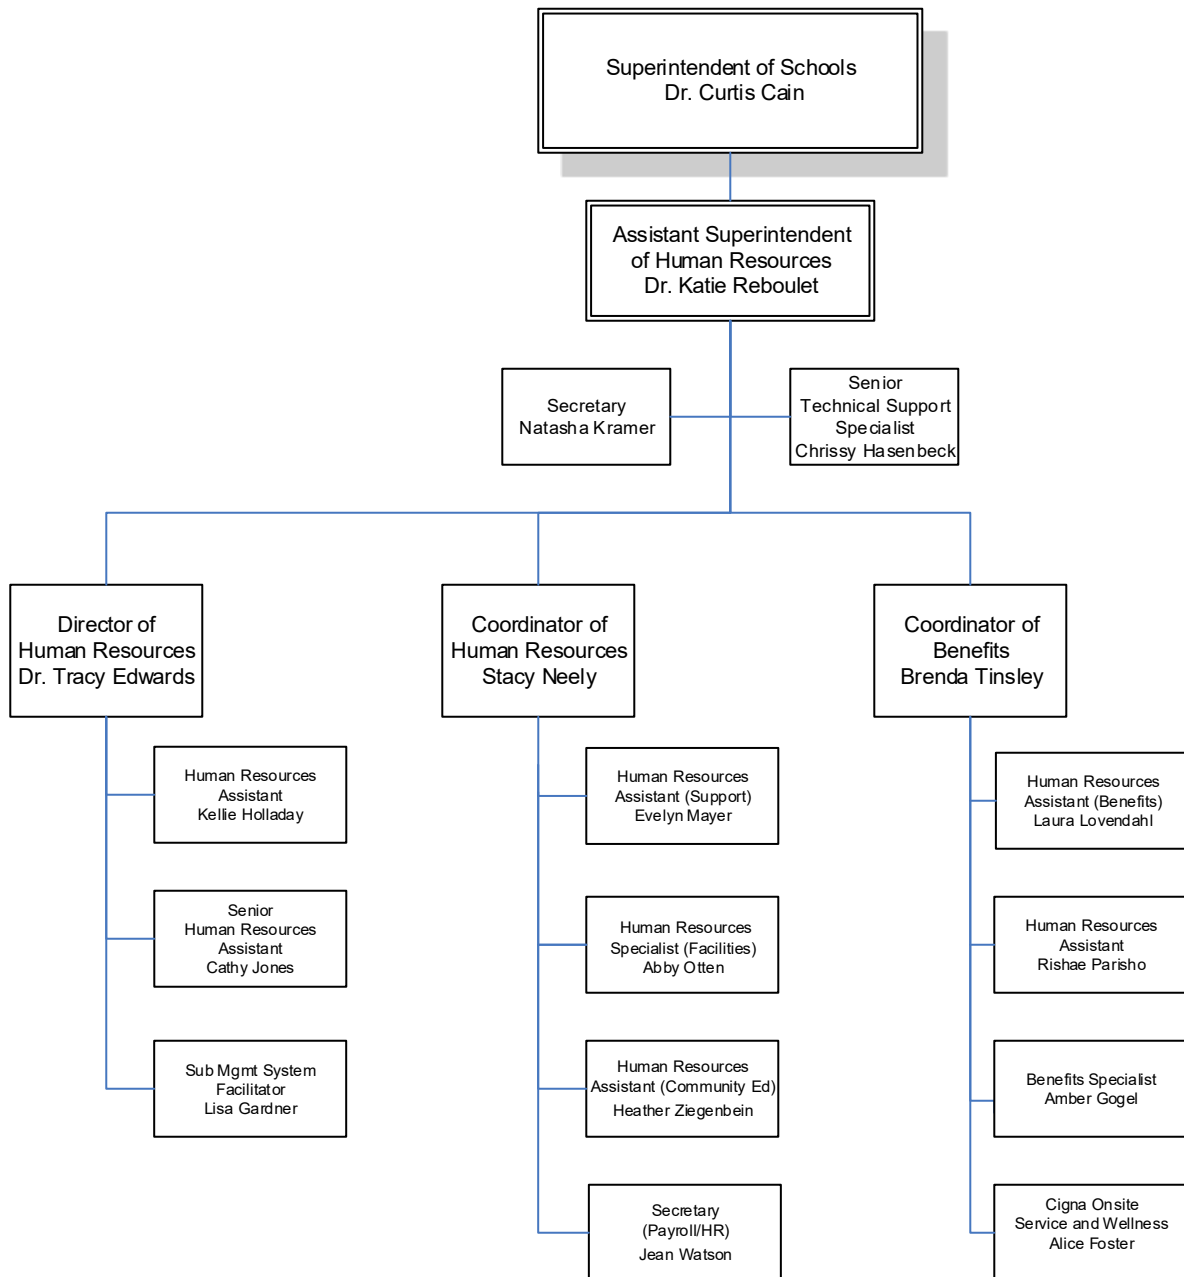 Superintendent of Schools
Dr. Curtis Cain
Assistant Superintendent
of Human Resources
Dr. Katie Reboulet
Secretary
Natasha Kramer
Senior
Technical Support
Specialist
Chrissy Hasenbeck
Director of
Human Resources
Dr. Tracy Edwards
Coordinator of
Human Resources
Stacy Neely
Coordinator of
Benefits
Brenda Tinsley
Human Resources
Assistant
Kellie Holladay
Senior
Human Resources
Assistant
Cathy Jones
Sub Mgmt System
Facilitator
Lisa Gardner
Human Resources
Assistant (Support)
Evelyn Mayer
Human Resources
Specialist (Facilities)
Abby Otten
Human Resources
Assistant (Community Ed)
Heather Ziegenbein
Secretary
(Payroll/HR)
Jean Watson
Human Resources
Assistant (Benefits)
Laura Lovendahl
Human Resources
Assistant
Rishae Parisho
Benefits Specialist
Amber Gogel
Cigna Onsite
Service and Wellness
Alice Foster